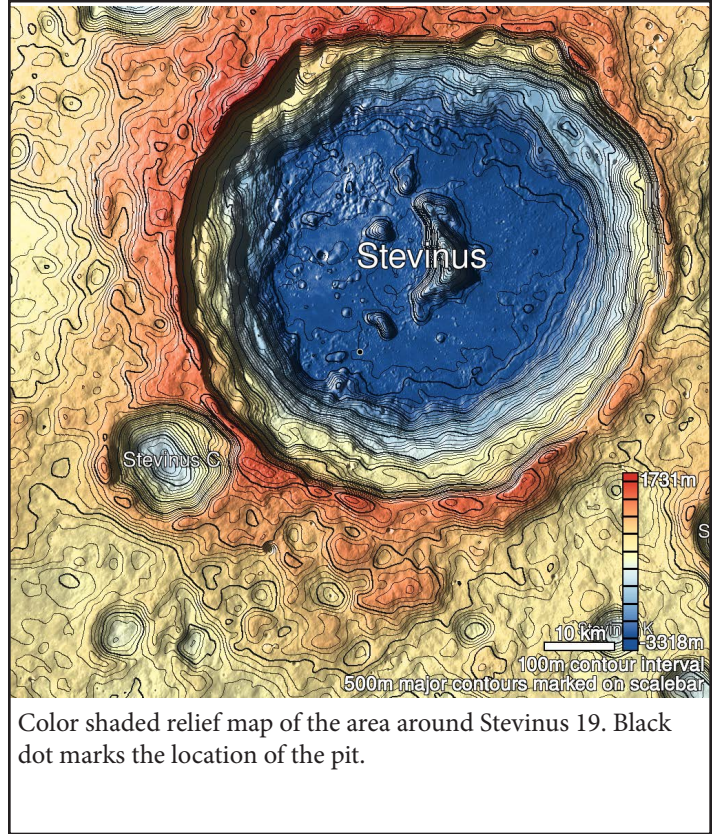 Stevinus
Stevinus C
1731m
S
10 km
K
-3318m
100m contour interval
500m major contours marked on scalebar
Color shaded relief map of the area around Stevinus 19. Black
dot marks the location of the pit.